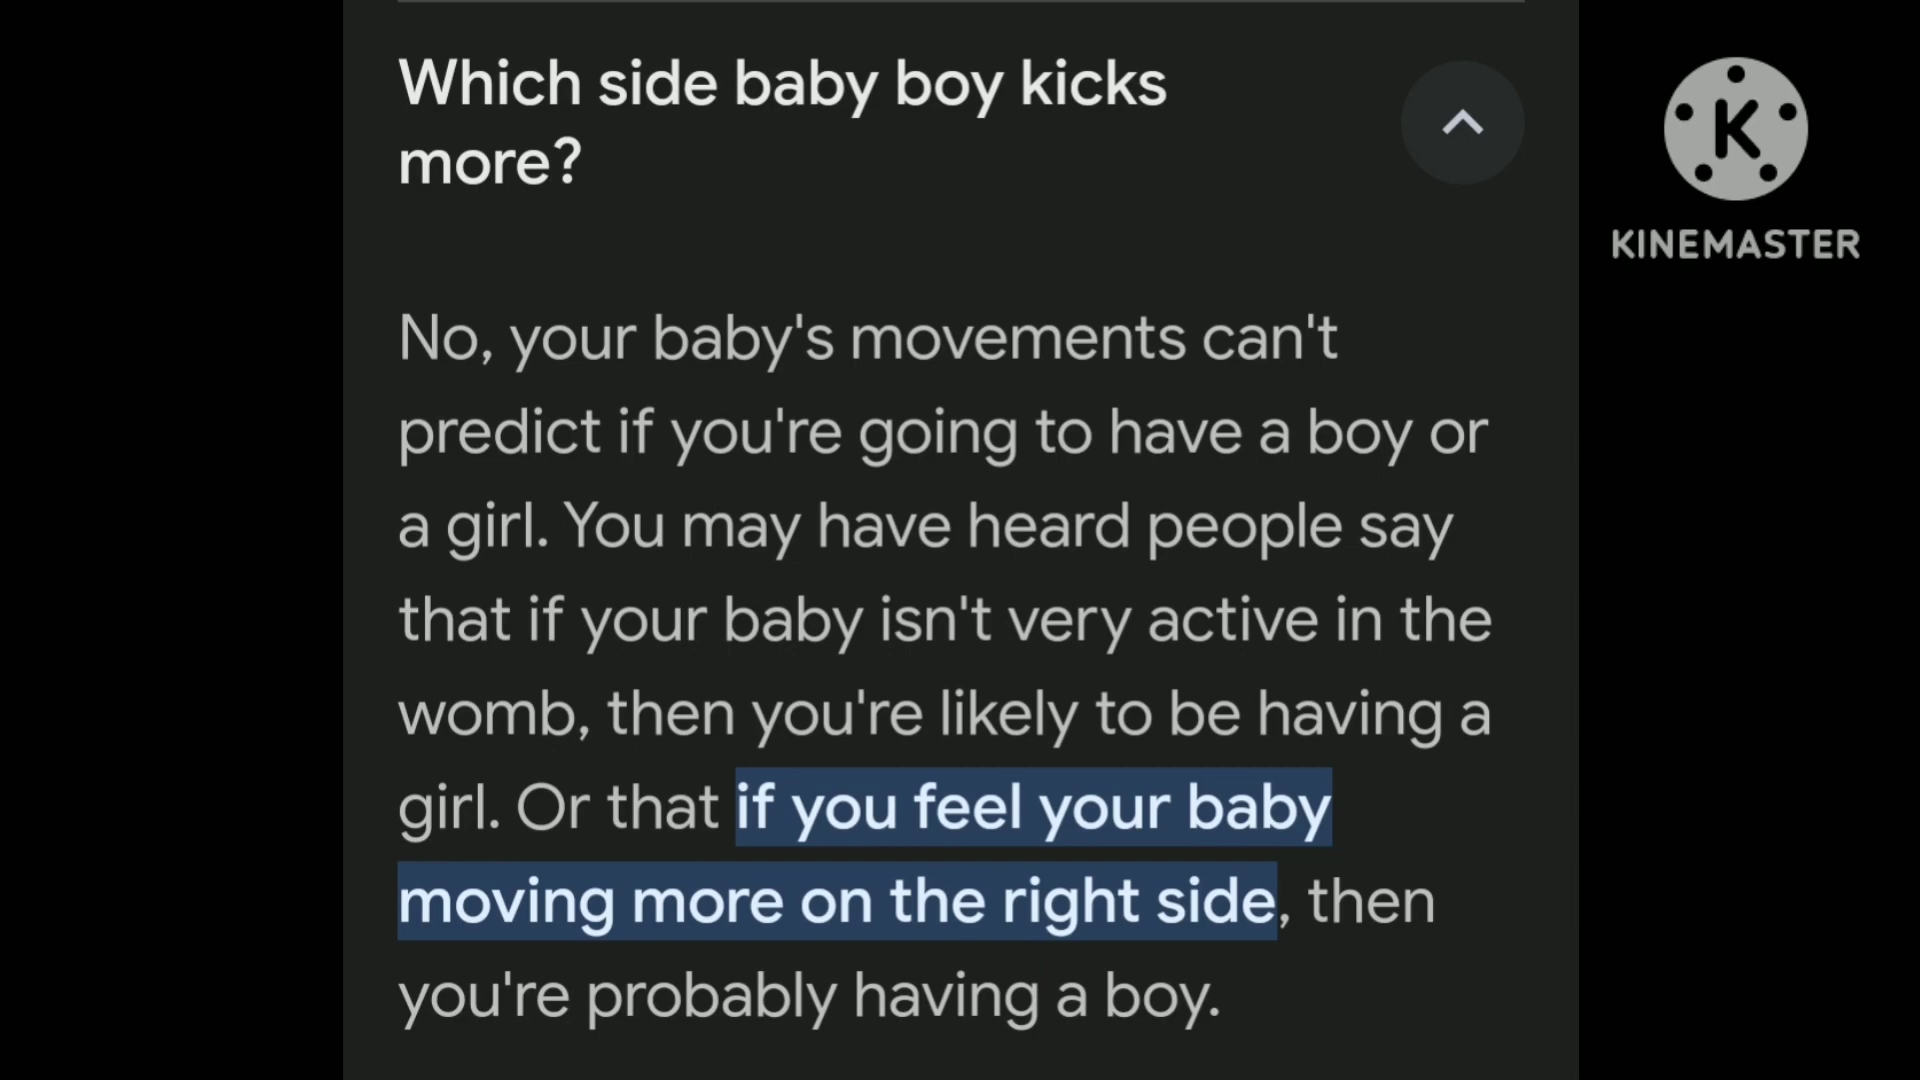 Which side baby boy kicks
more?
K
KINEMASTER
No, your baby's movements can't
predict if you're going to have a boy or
a girl. You may have heard people say
that if your baby isn't very active in the
womb, then you're likely to be having a
girl. Or that if you feel your baby
moving more on the right side, then
you're probably having a boy.